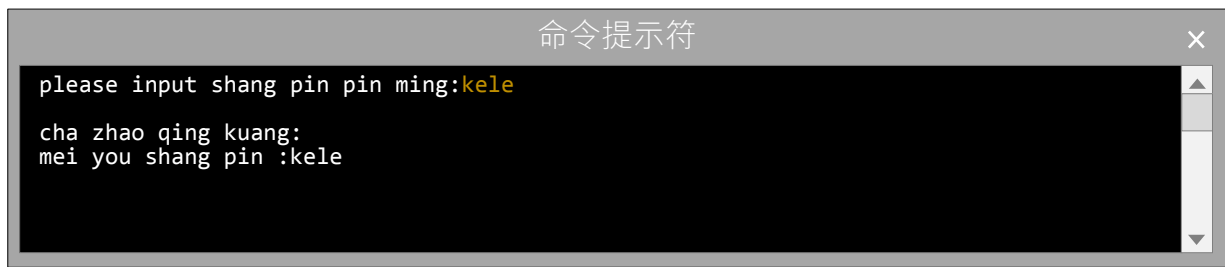 命令提示符
please input shang pin pin ming:kele
cha zhao qing kuang:
mei you shang pin :kele